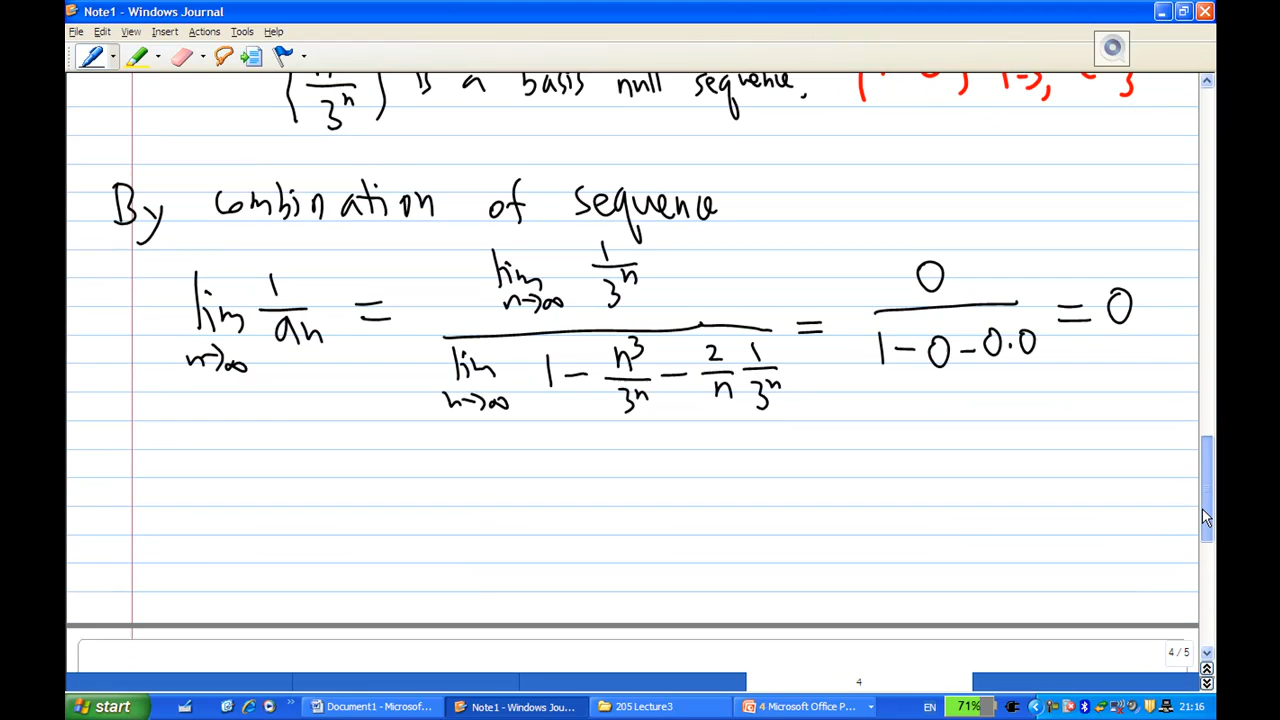 Note1 - Windows Journal
File Edit View Insert Actions Tools Help
3^n is a basis null sequence.
By combination of sequence
lim n→∞ 1/an = (lim n→∞ 1/3^n) / (lim n→∞ 1 - n^3/3^n - 2/n 1/3^n) = 0/(1-0-0·0) = 0
4 / 5
4
start
Document1 - Microsof...
Note1 - Windows Jou...
205 Lecture3
4 Microsoft Office P...
EN
71%
21:16